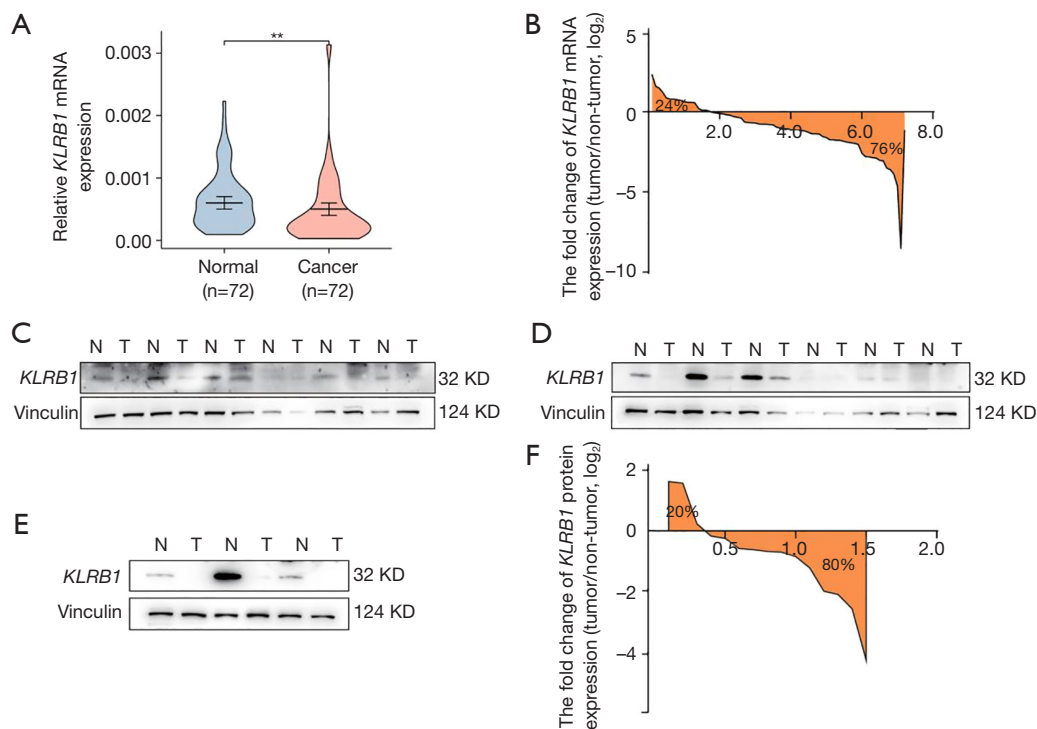 A
Relative KLRB1 mRNA
expression
0.003
0.002
0.001
0.00
**
Normal
(n=72)
Cancer
(n=72)
B
The fold change of KLRB1 mRNA
expression (tumor/non-tumor, log₂)
5
0
−5
−10
24%
76%
2.0
4.0
6.0
8.0
C
N T N T N T N T N T N T
KLRB1
32 KD
Vinculin
124 KD
D
N T N T N T N T N T N T
KLRB1
32 KD
Vinculin
124 KD
E
N T N T N T
KLRB1
32 KD
Vinculin
124 KD
F
The fold change of KLRB1 protein
expression (tumor/non-tumor, log₂)
2
0
−2
−4
20%
80%
0.5
1.0
1.5
2.0